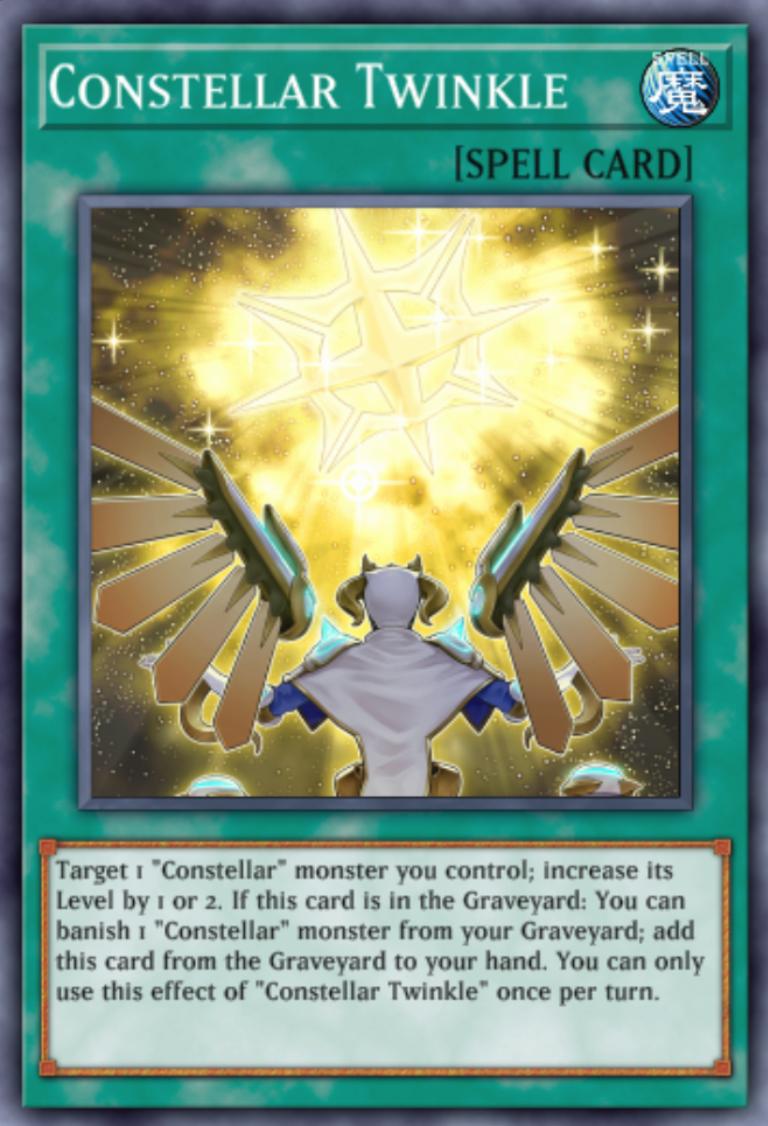 Constellar Twinkle
SPELL
魔
[SPELL CARD]
Target 1 "Constellar" monster you control; increase its
Level by 1 or 2. If this card is in the Graveyard: You can
banish 1 "Constellar" monster from your Graveyard; add
this card from the Graveyard to your hand. You can only
use this effect of "Constellar Twinkle" once per turn.